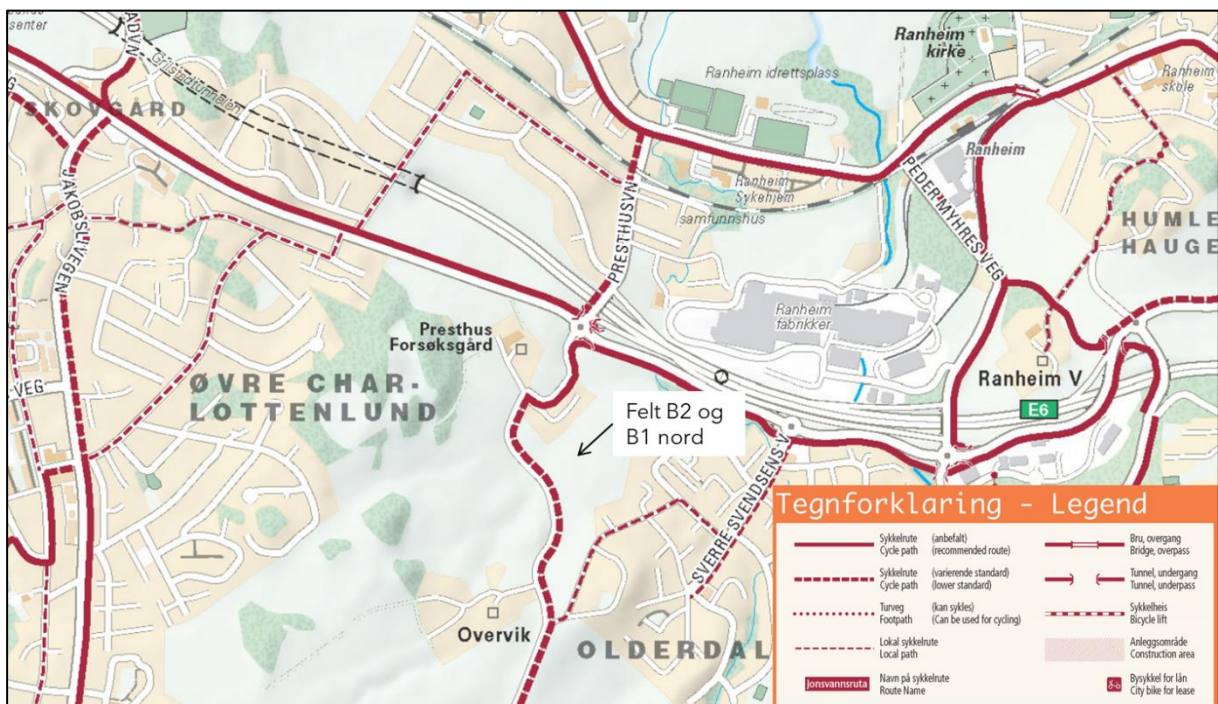 senter
ADVN
SKOVGÅRD
Grilstadtunnelen
JAKOBSLIVEGEN
VEG
ØVRE CHAR-
LOTTENLUND
Presthus
Forsøksgård
PRESTHUSVN
Ranheim idrettsplass
Ranheim
kirke
Ranheim
skole
Ranheim
Ranheim
Sykehjem
samfunnshus
PEDER MYHRES VEG
HUMLE
HAUGE
Ranheim
fabrikker
Ranheim V
E6
Felt B2 og
B1 nord
SVERRE SVENDSENS V
Overvik
OLDERDAL
Tegnforklaring - Legend
Sykkelrute (anbefalt)
Cycle path (recommended route)
Sykkelrute (varierende standard)
Cycle path (lower standard)
Turveg (kan sykles)
Footpath (Can be used for cycling)
Lokal sykkelrute
Local path
Jonsvannsruta
Navn på sykkelrute
Route Name
Bru, overgang
Bridge, overpass
Tunnel, undergang
Tunnel, underpass
Sykkelheis
Bicycle lift
Anleggsområde
Construction area
Bysykkel for lån
City bike for lease